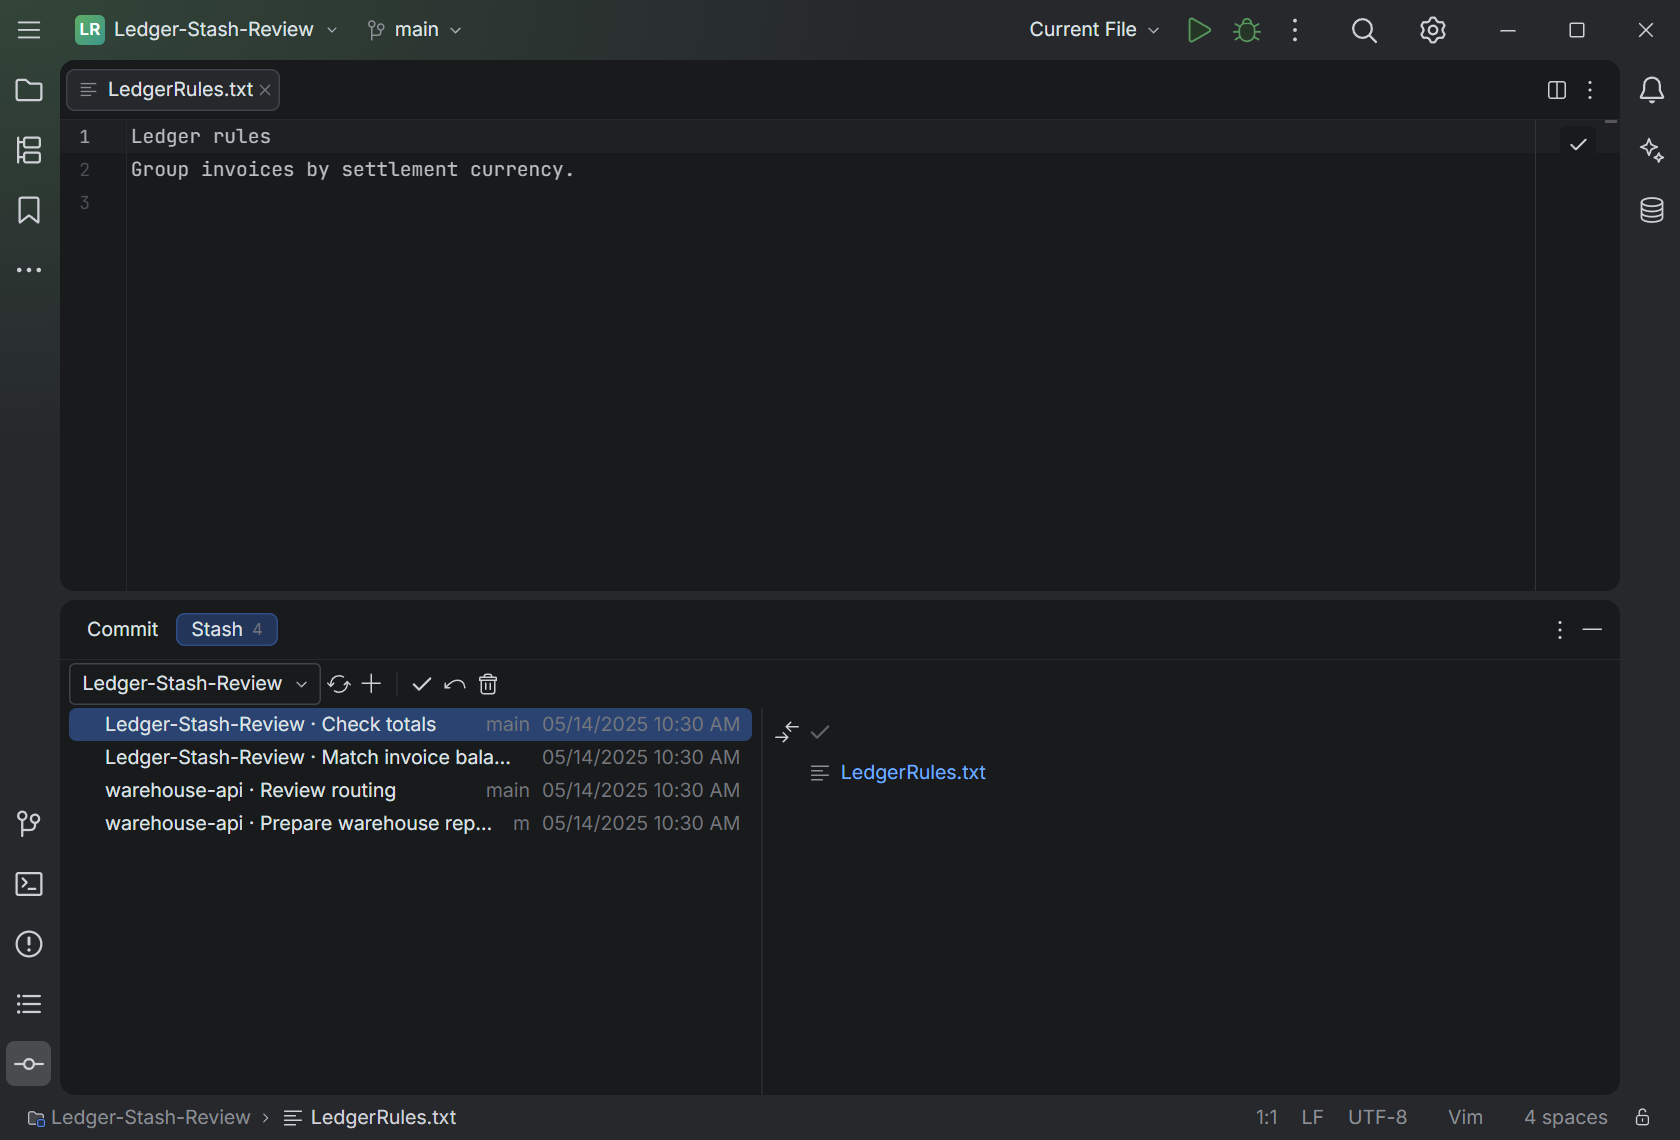 LR Ledger-Stash-Review main Current File
LedgerRules.txt
1 Ledger rules
2 Group invoices by settlement currency.
3
Commit Stash 4
Ledger-Stash-Review
Ledger-Stash-Review · Check totals main 05/14/2025 10:30 AM
Ledger-Stash-Review · Match invoice bala... 05/14/2025 10:30 AM
warehouse-api · Review routing main 05/14/2025 10:30 AM
warehouse-api · Prepare warehouse rep... m 05/14/2025 10:30 AM
LedgerRules.txt
Ledger-Stash-Review › LedgerRules.txt 1:1 LF UTF-8 Vim 4 spaces